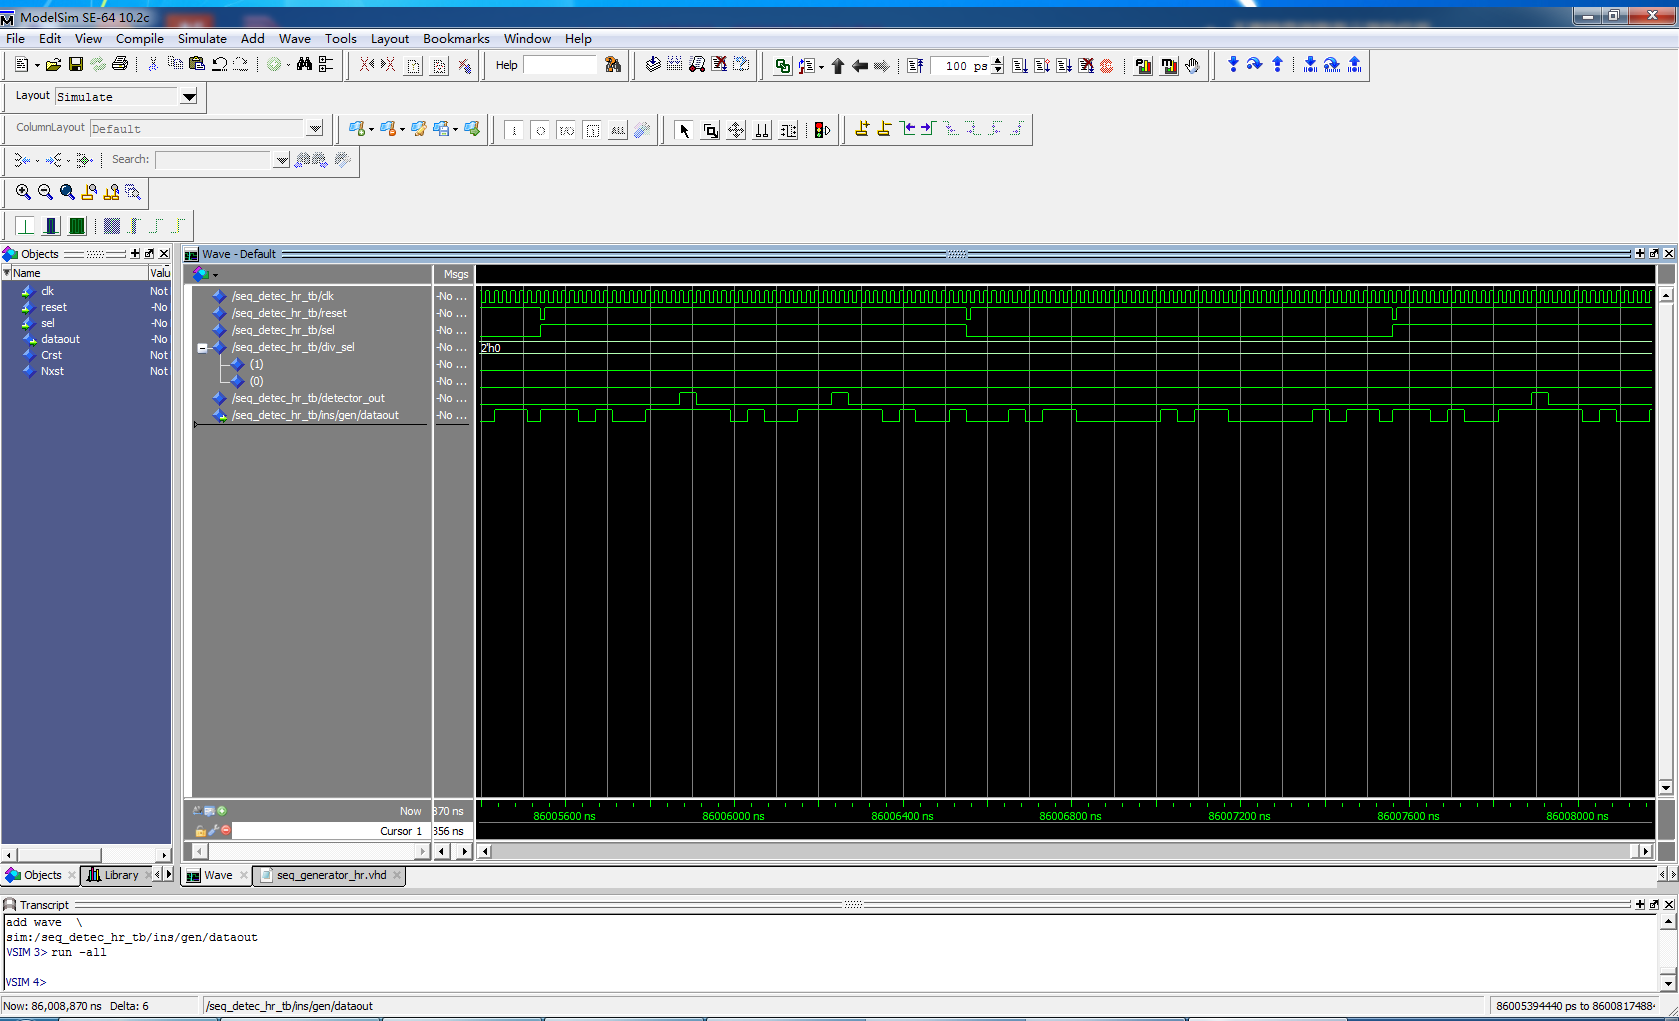 ModelSim SE-64 10.2c
File Edit View Compile Simulate Add Wave Tools Layout Bookmarks Window Help
Help
100 ps
Layout Simulate
ColumnLayout Default
ALL
Search:
Objects
Name Valu
clk Not
reset -No
sel -No
dataout -No
Crst Not
Nxst Not
Wave - Default
Msgs
/seq_detec_hr_tb/clk -No ...
/seq_detec_hr_tb/reset -No ...
/seq_detec_hr_tb/sel -No ...
/seq_detec_hr_tb/div_sel -No ... 2'h0
(1) -No ...
(0) -No ...
/seq_detec_hr_tb/detector_out -No ...
/seq_detec_hr_tb/ins/gen/dataout -No ...
Now 370 ns
86005600 ns 86006000 ns 86006400 ns 86006800 ns 86007200 ns 86007600 ns 86008000 ns
Cursor 1 356 ns
Objects Library Wave seq_generator_hr.vhd
Transcript
add wave \
sim:/seq_detec_hr_tb/ins/gen/dataout
VSIM 3> run -all
VSIM 4>
Now: 86,008,870 ns Delta: 6 /seq_detec_hr_tb/ins/gen/dataout 86005394440 ps to 8600817488